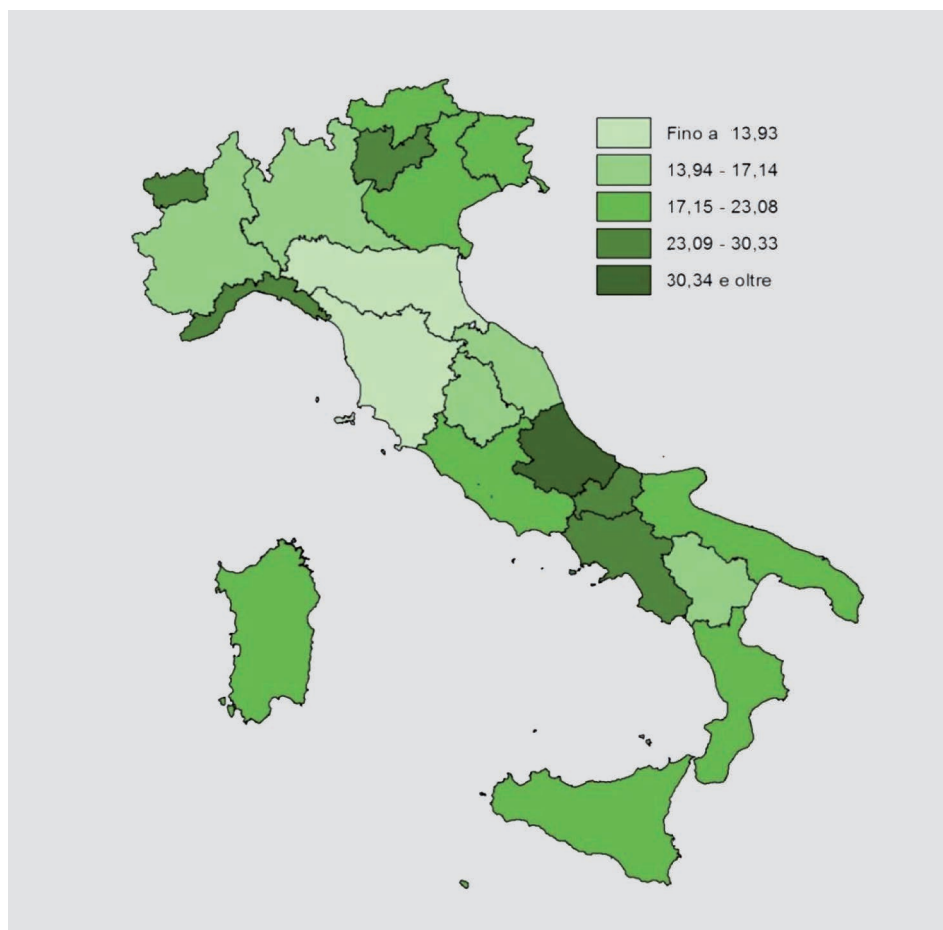 Fino a 13,93
13,94 - 17,14
17,15 - 23,08
23,09 - 30,33
30,34 e oltre